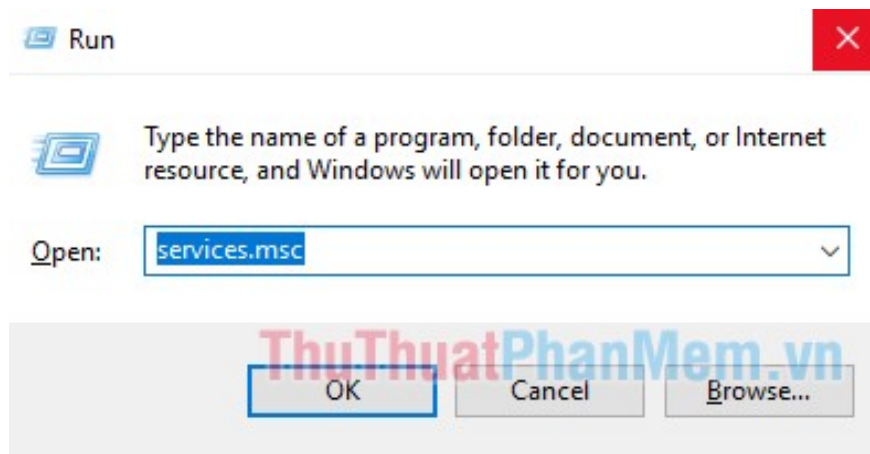 Run
Type the name of a program, folder, document, or Internet
resource, and Windows will open it for you.
Open: services.msc
ThuThuatPhanMem.vn
OK Cancel Browse...